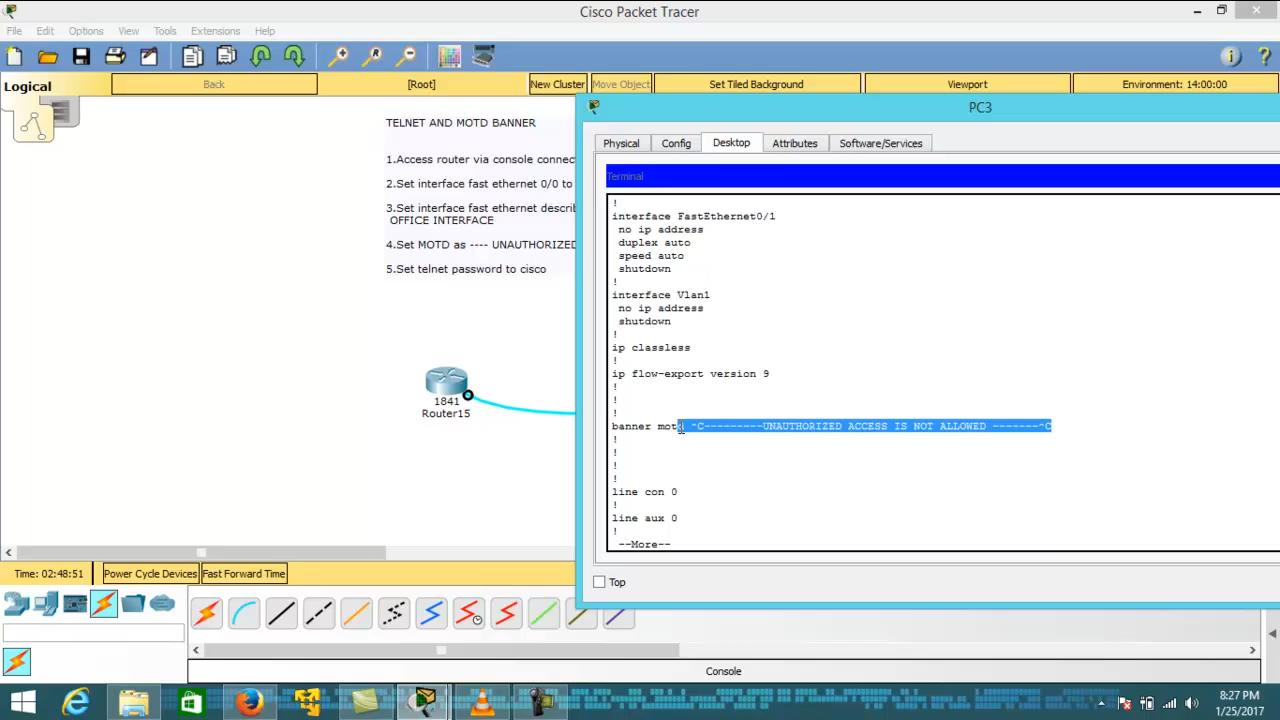 Cisco Packet Tracer
File Edit Options View Tools Extensions Help
Logical Back [Root] New Cluster Move Object Set Tiled Background Viewport Environment: 14:00:00
TELNET AND MOTD BANNER
1.Access router via console connec
2.Set interface fast ethernet 0/0 to
3.Set interface fast ethernet describ
OFFICE INTERFACE
4.Set MOTD as ---- UNAUTHORIZED
5.Set telnet password to cisco
1841
Router15
PC3
Physical Config Desktop Attributes Software/Services
Terminal
!
interface FastEthernet0/1
no ip address
duplex auto
speed auto
shutdown
!
interface Vlan1
no ip address
shutdown
!
ip classless
!
ip flow-export version 9
!
!
!
banner motd ^C---------UNAUTHORIZED ACCESS IS NOT ALLOWED -------^C
!
!
!
!
line con 0
!
line aux 0
!
--More--
Top
Time: 02:48:51 Power Cycle Devices Fast Forward Time
Console
8:27 PM
1/25/2017